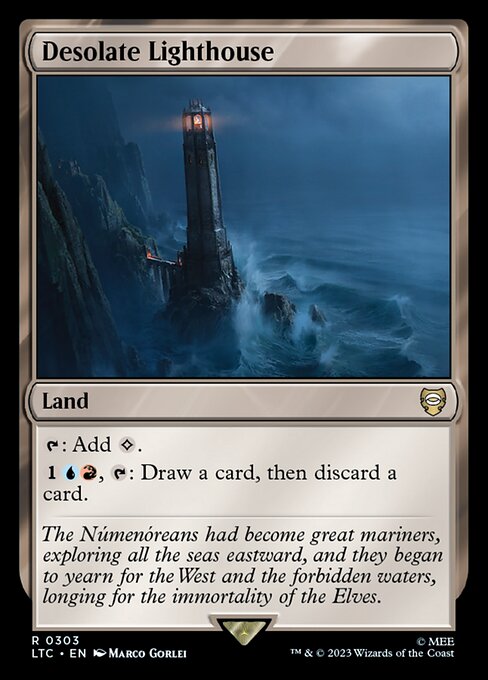 Desolate Lighthouse
Land
: Add .
1 , : Draw a card, then discard a
card.
The Númenóreans had become great mariners,
exploring all the seas eastward, and they began
to yearn for the West and the forbidden waters,
longing for the immortality of the Elves.
R 0303
LTC • EN Marco Gorlei
© MEE
™ & © 2023 Wizards of the Coast